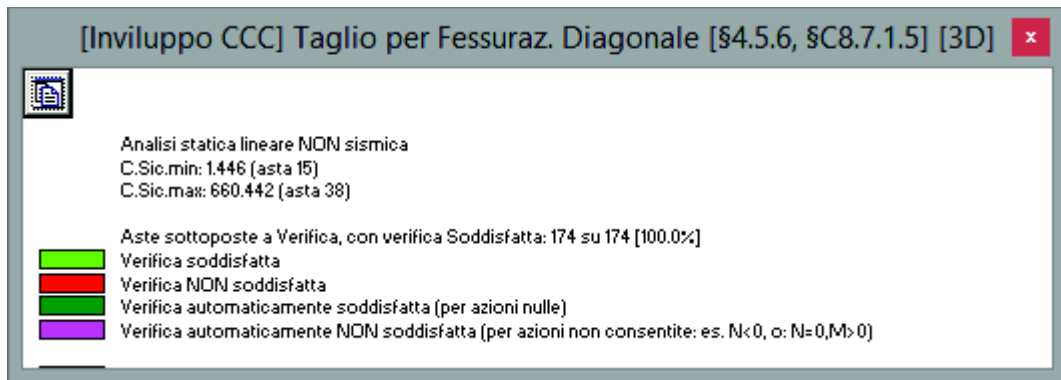 [Inviluppo CCC] Taglio per Fessuraz. Diagonale [§4.5.6, §C8.7.1.5] [3D] x
Analisi statica lineare NON sismica
C.Sic.min: 1.446 (asta 15)
C.Sic.max: 660.442 (asta 38)
Aste sottoposte a Verifica, con verifica Soddisfatta: 174 su 174 [100.0%]
Verifica soddisfatta
Verifica NON soddisfatta
Verifica automaticamente soddisfatta (per azioni nulle)
Verifica automaticamente NON soddisfatta (per azioni non consentite: es. N<0, o: N=0,M>0)